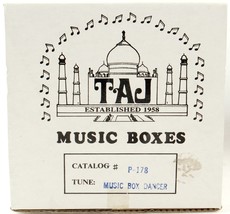 TAJ
ESTABLISHED 1958
MUSIC BOXES
CATALOG # P-178
TUNE: MUSIC BOX DANCER